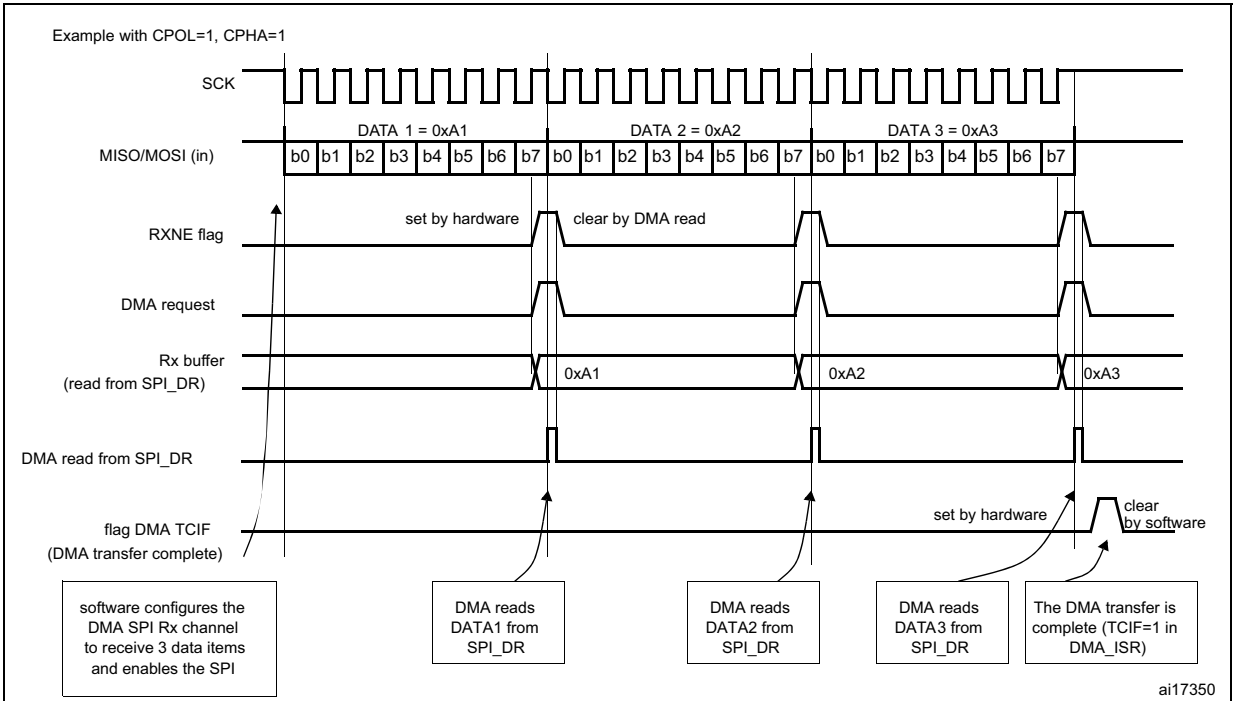 Example with CPOL=1, CPHA=1
SCK
DATA 1 = 0xA1
DATA 2 = 0xA2
DATA 3 = 0xA3
MISO/MOSI (in)
b0 b1 b2 b3 b4 b5 b6 b7 b0 b1 b2 b3 b4 b5 b6 b7 b0 b1 b2 b3 b4 b5 b6 b7
set by hardware
clear by DMA read
RXNE flag
DMA request
Rx buffer
(read from SPI_DR)
0xA1
0xA2
0xA3
DMA read from SPI_DR
flag DMA TCIF
(DMA transfer complete)
set by hardware
clear
by software
software configures the
DMA SPI Rx channel
to receive 3 data items
and enables the SPI
DMA reads
DATA1 from
SPI_DR
DMA reads
DATA2 from
SPI_DR
DMA reads
DATA3 from
SPI_DR
The DMA transfer is
complete (TCIF=1 in
DMA_ISR)
ai17350